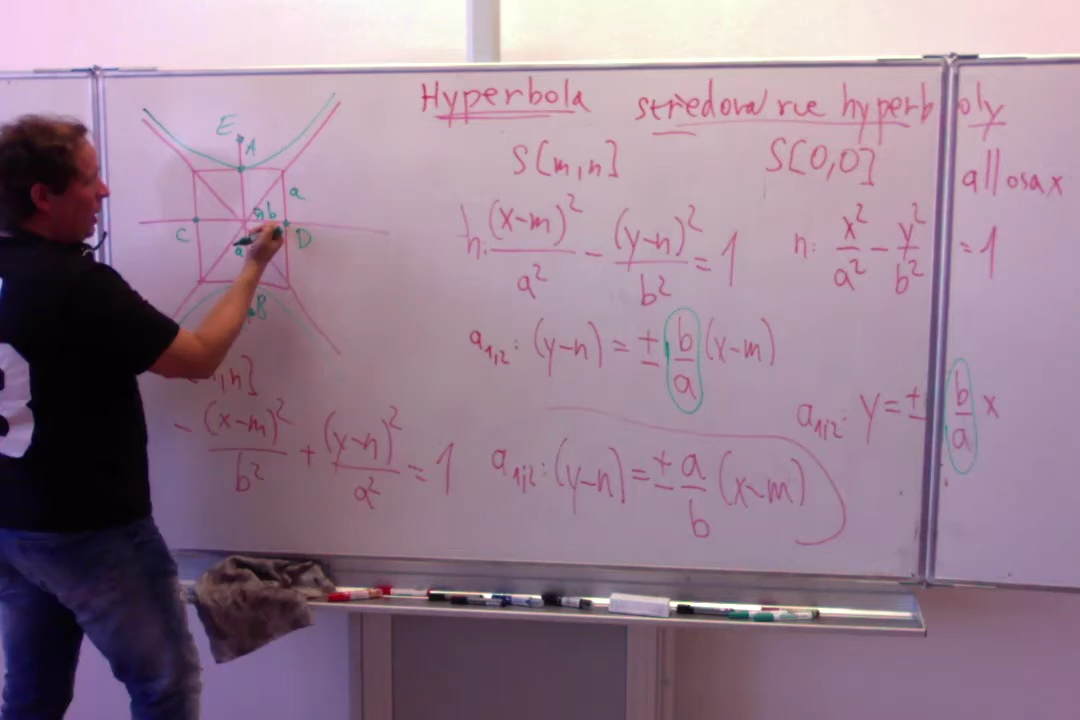 Hyperbola středová rce hyperboly
S[m,n] S[0,0] a || osa x
h: (x-m)²/a² - (y-n)²/b² = 1 h: x²/a² - y²/b² = 1
a₁,₂: (y-n) = ± b/a (x-m)
a₁,₂: y = ± b/a x
E
A
a
b
C D
a
B
,n]
- (x-m)²/b² + (y-n)²/a² = 1 a₁,₂: (y-n) = ± a/b (x-m)